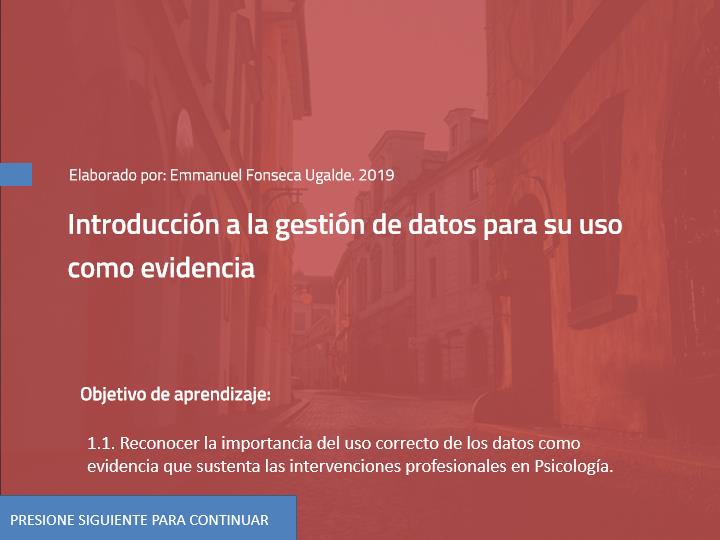 Elaborado por: Emmanuel Fonseca Ugalde. 2019
Introducción a la gestión de datos para su uso
como evidencia
Objetivo de aprendizaje:
1.1. Reconocer la importancia del uso correcto de los datos como
evidencia que sustenta las intervenciones profesionales en Psicología.
PRESIONE SIGUIENTE PARA CONTINUAR